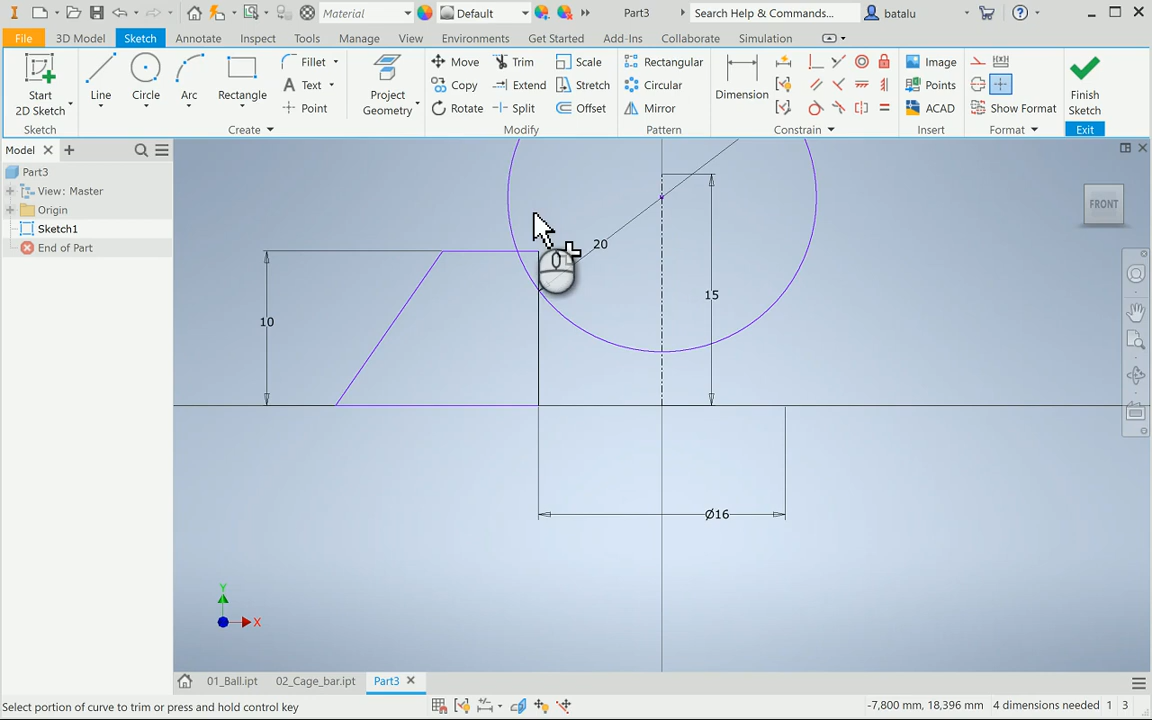 Material Default Part3 Search Help & Commands... batalu
File 3D Model Sketch Annotate Inspect Tools Manage View Environments Get Started Add-Ins Collaborate Simulation
Start
2D Sketch
Line
Circle
Arc
Rectangle
Fillet
Text
Point
Project
Geometry
Move
Copy
Rotate
Trim
Extend
Split
Scale
Stretch
Offset
Rectangular
Circular
Mirror
Dimension
Image
Points
ACAD
Show Format
Finish
Sketch
Sketch Create Modify Pattern Constrain Insert Format Exit
Model
Part3
View: Master
Origin
Sketch1
End of Part
FRONT
20
15
10
Ø16
Y
X
01_Ball.ipt 02_Cage_bar.ipt Part3
Select portion of curve to trim or press and hold control key
-7,800 mm, 18,396 mm 4 dimensions needed 1 3